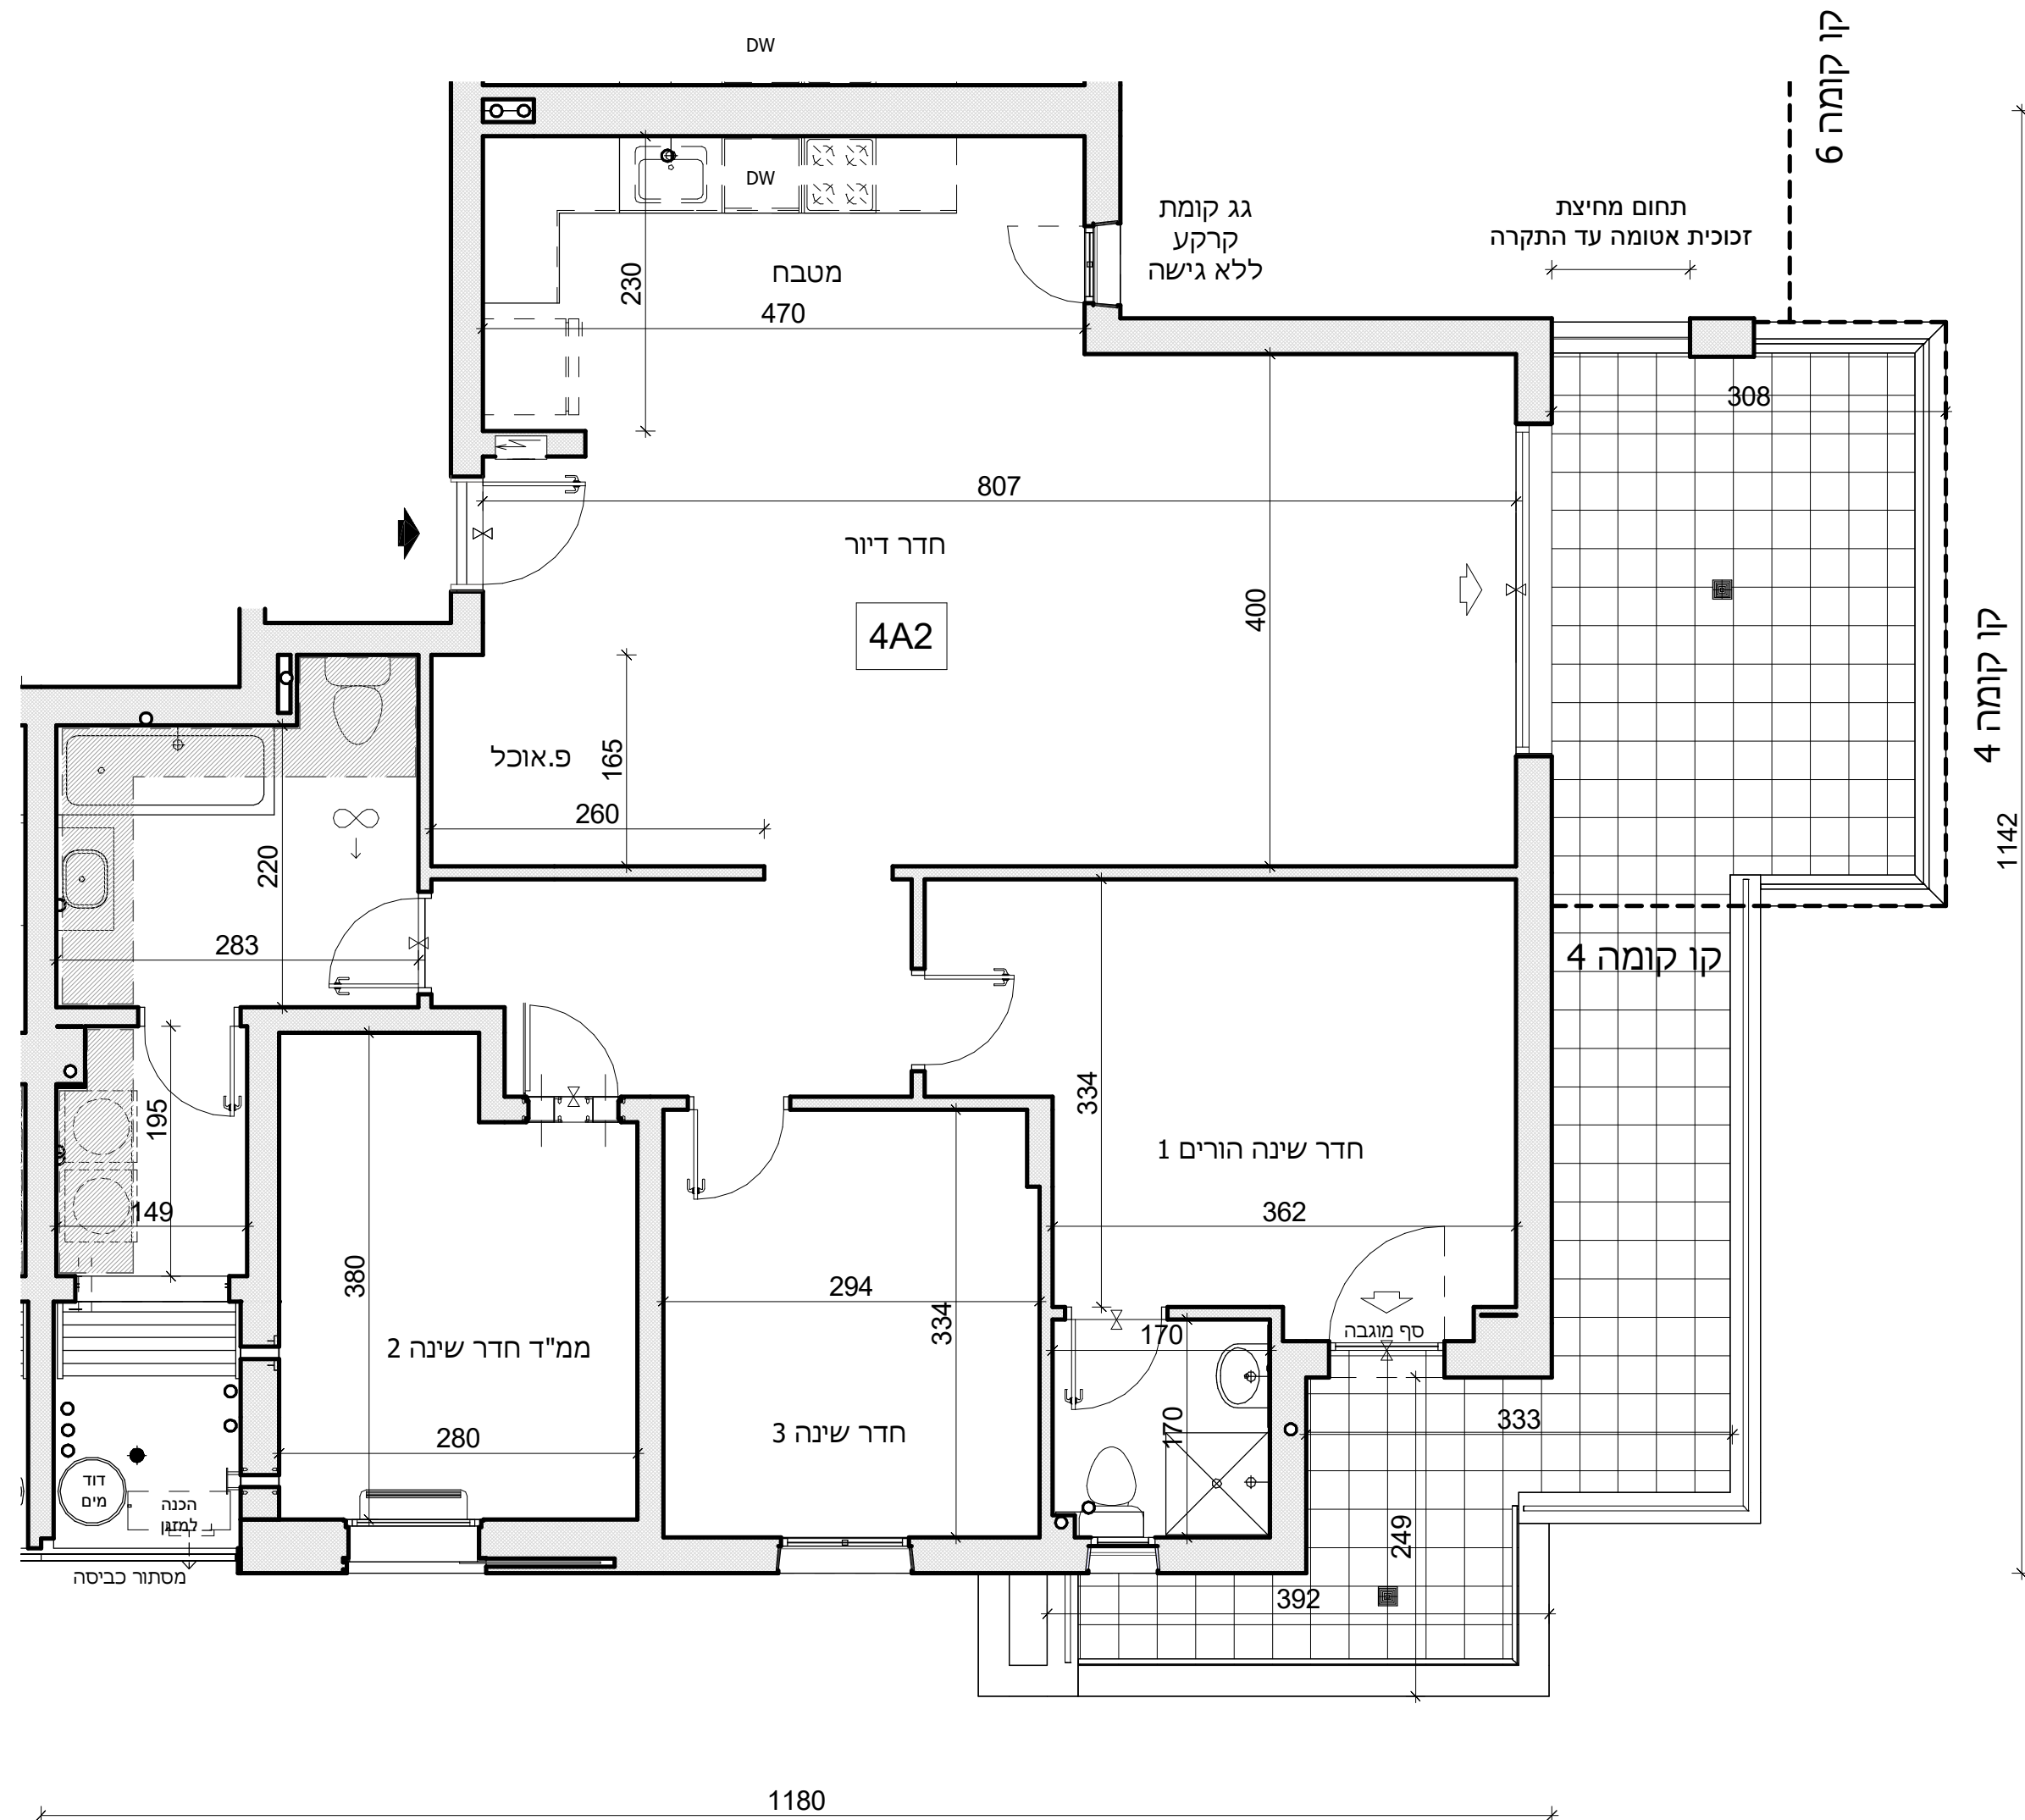 DW
קו קומה 6
DW
גג קומת
קרקע
ללא גישה
תחום מחיצת
זכוכית אטומה עד התקרה
מטבח
230
470
308
807
חדר דיור
4A2
400
קו קומה 4
1142
פ.אוכל
165
260
220
283
קו קומה 4
195
149
334
חדר שינה הורים 1
362
380
294
334
ממ"ד חדר שינה 2
280
חדר שינה 3
170
170
סף מוגבה
333
249
392
דוד
מים
הכנה
למזגן
מסתור כביסה
1180